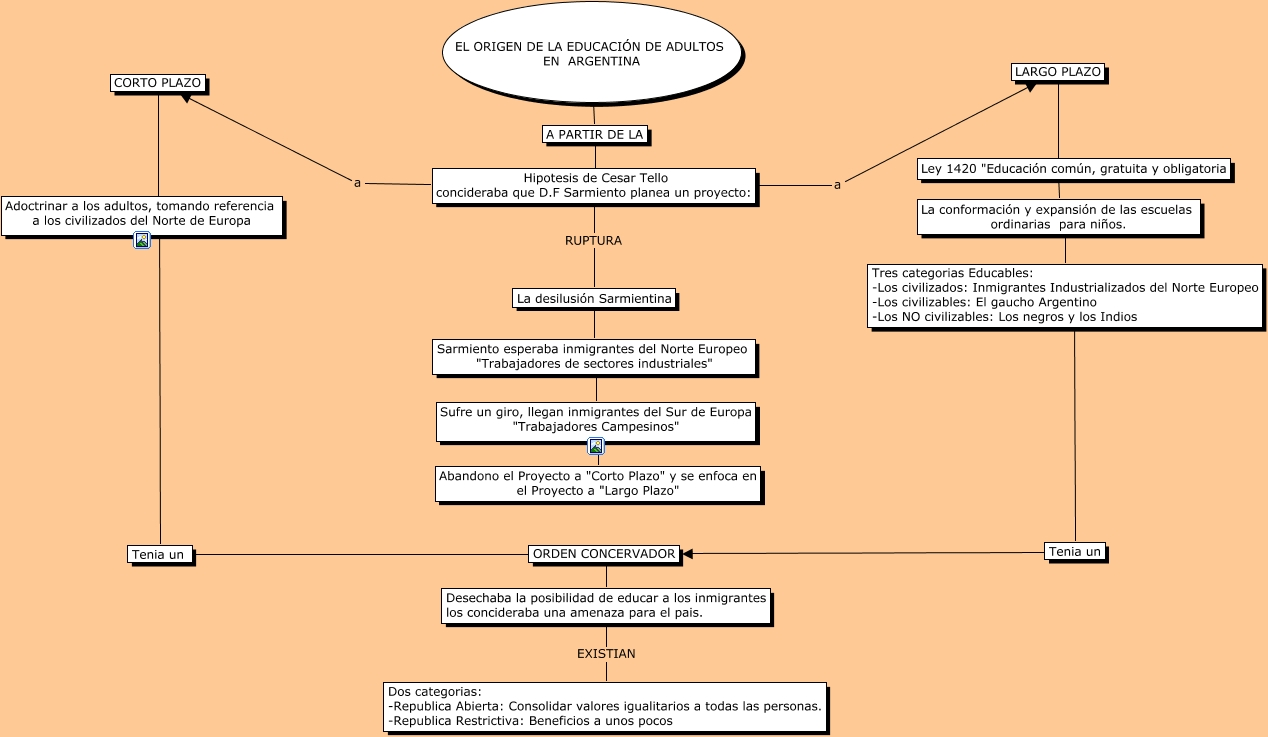 EL ORIGEN DE LA EDUCACIÓN DE ADULTOS
EN  ARGENTINA
CORTO PLAZO
LARGO PLAZO
A PARTIR DE LA
Hipotesis de Cesar Tello
concideraba que D.F Sarmiento planea un proyecto:
a
a
Ley 1420 "Educación común, gratuita y obligatoria
Adoctrinar a los adultos, tomando referencia
a los civilizados del Norte de Europa
La conformación y expansión de las escuelas
ordinarias  para niños.
RUPTURA
Tres categorias Educables:
-Los civilizados: Inmigrantes Industrializados del Norte Europeo
-Los civilizables: El gaucho Argentino
-Los NO civilizables: Los negros y los Indios
La desilusión Sarmientina
Sarmiento esperaba inmigrantes del Norte Europeo
"Trabajadores de sectores industriales"
Sufre un giro, llegan inmigrantes del Sur de Europa
"Trabajadores Campesinos"
Abandono el Proyecto a "Corto Plazo" y se enfoca en
el Proyecto a "Largo Plazo"
Tenia un
ORDEN CONCERVADOR
Tenia un
Desechaba la posibilidad de educar a los inmigrantes
los concideraba una amenaza para el pais.
EXISTIAN
Dos categorias:
-Republica Abierta: Consolidar valores igualitarios a todas las personas.
-Republica Restrictiva: Beneficios a unos pocos